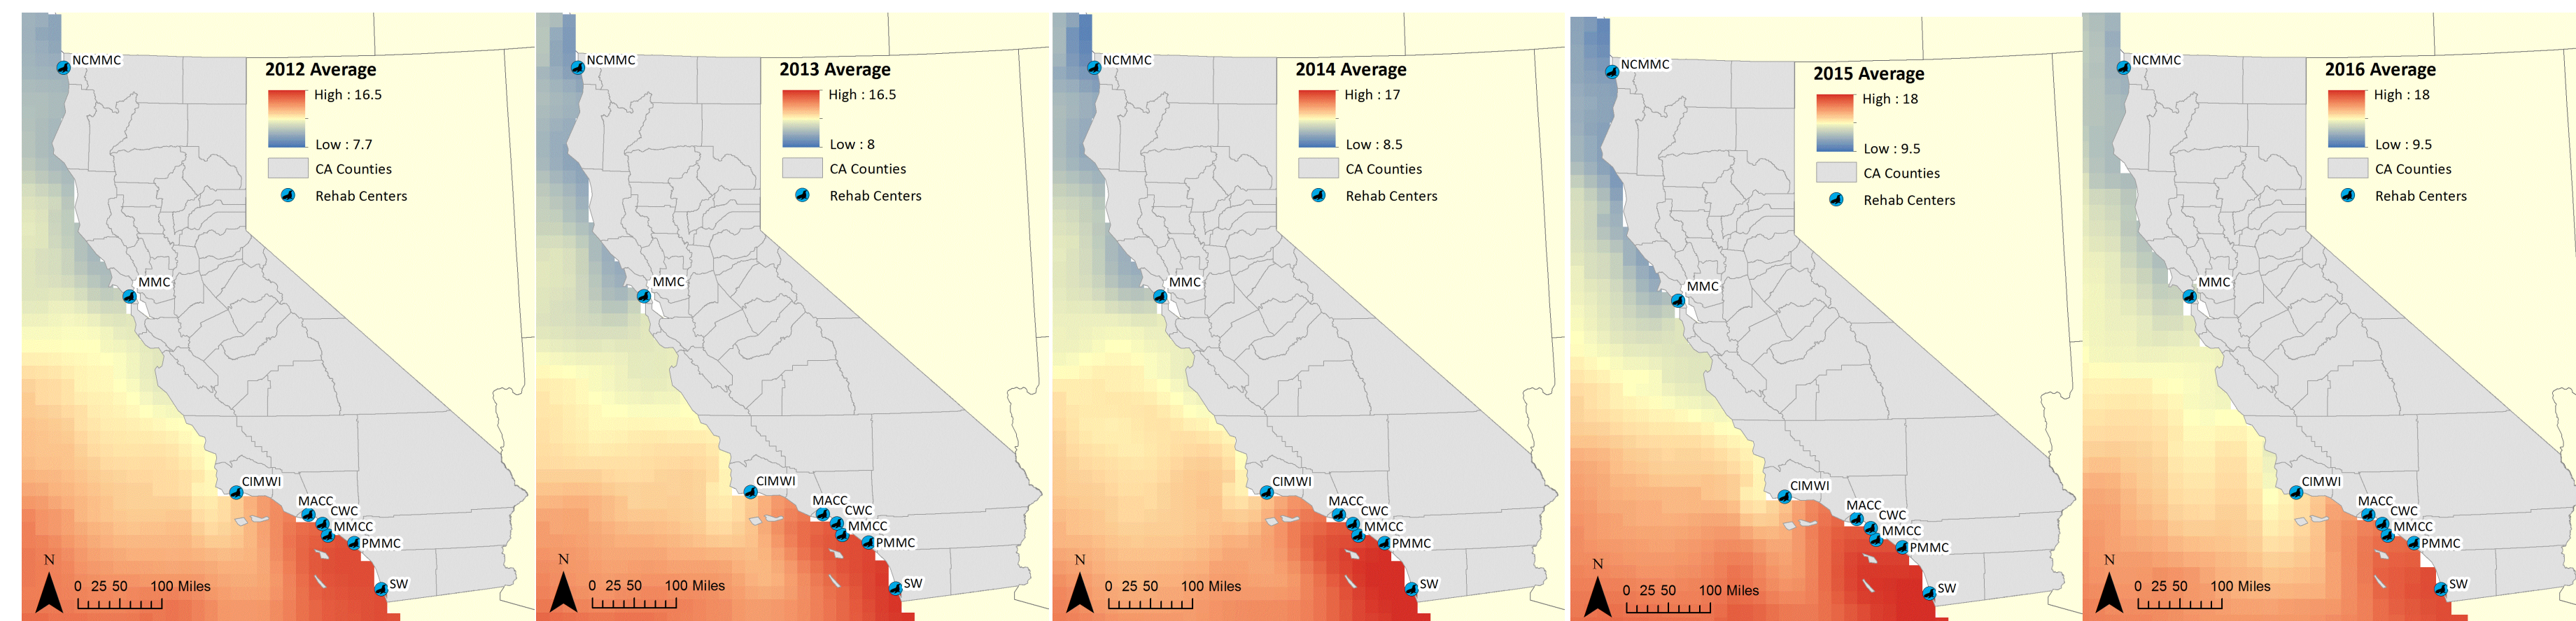 NCMMC
2012 Average
High : 16.5
Low : 7.7
CA Counties
Rehab Centers
MMC
CIMWI
MACC
CWC
MMCC
PMMC
SW
N
0 25 50 100 Miles
NCMMC
2013 Average
High : 16.5
Low : 8
CA Counties
Rehab Centers
MMC
CIMWI
MACC
CWC
MMCC
PMMC
SW
N
0 25 50 100 Miles
NCMMC
2014 Average
High : 17
Low : 8.5
CA Counties
Rehab Centers
MMC
CIMWI
MACC
CWC
MMCC
PMMC
SW
N
0 25 50 100 Miles
NCMMC
2015 Average
High : 18
Low : 9.5
CA Counties
Rehab Centers
MMC
CIMWI
MACC
CWC
MMCC
PMMC
SW
N
0 25 50 100 Miles
NCMMC
2016 Average
High : 18
Low : 9.5
CA Counties
Rehab Centers
MMC
CIMWI
MACC
CWC
MMCC
PMMC
SW
N
0 25 50 100 Miles